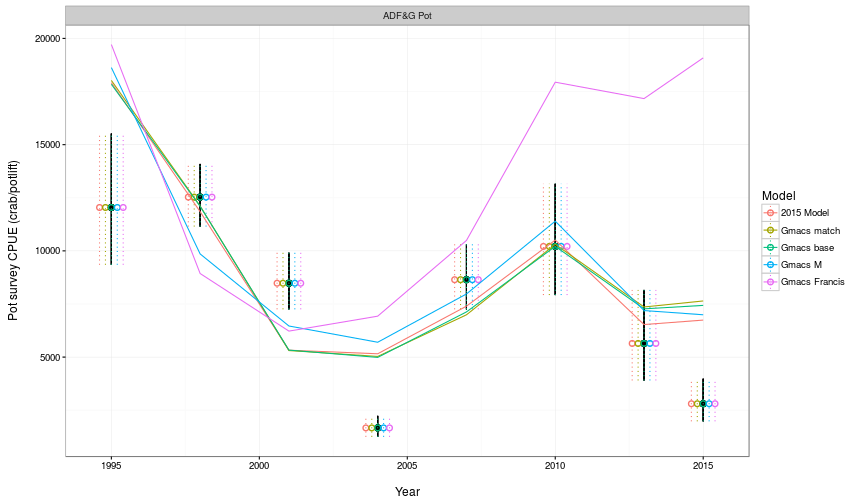 ADF&G Pot
Pot survey CPUE (crab/potlift)
20000
15000
10000
5000
1995
2000
2005
2010
2015
Year
Model
2015 Model
Gmacs match
Gmacs base
Gmacs M
Gmacs Francis